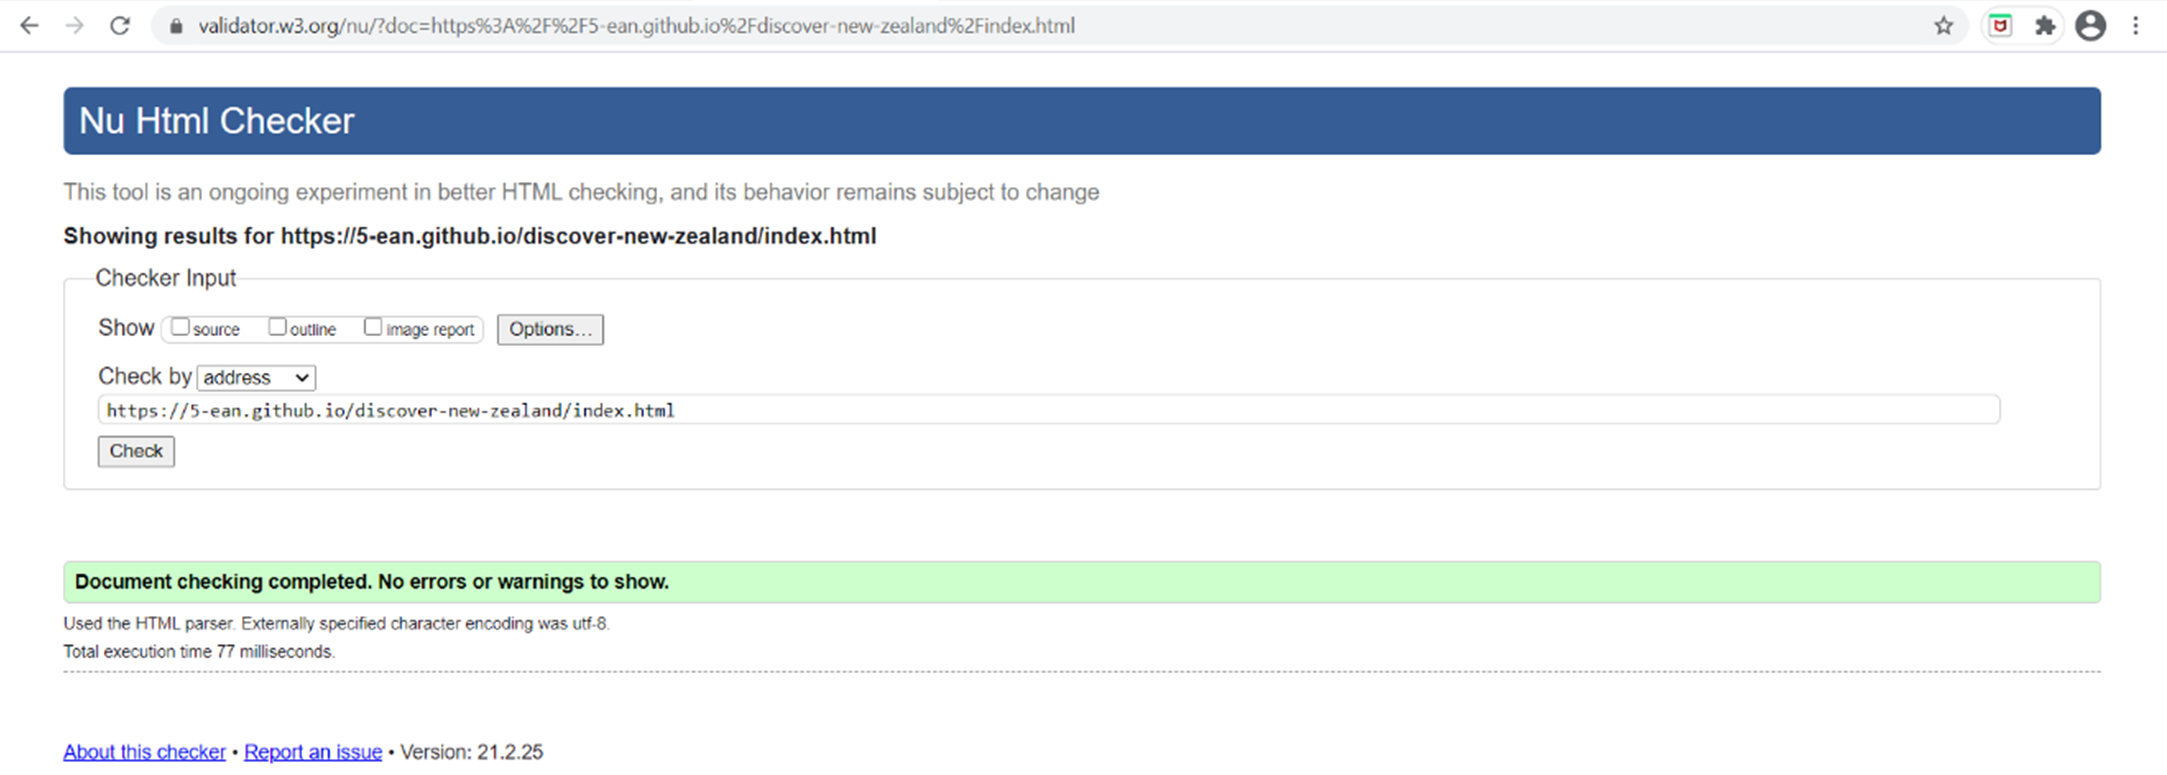 validator.w3.org/nu/?doc=https%3A%2F%2F5-ean.github.io%2Fdiscover-new-zealand%2Findex.html
Nu Html Checker
This tool is an ongoing experiment in better HTML checking, and its behavior remains subject to change
Showing results for https://5-ean.github.io/discover-new-zealand/index.html
Checker Input
Show source outline image report Options...
Check by address
https://5-ean.github.io/discover-new-zealand/index.html
Check
Document checking completed. No errors or warnings to show.
Used the HTML parser. Externally specified character encoding was utf-8.
Total execution time 77 milliseconds.
About this checker • Report an issue • Version: 21.2.25